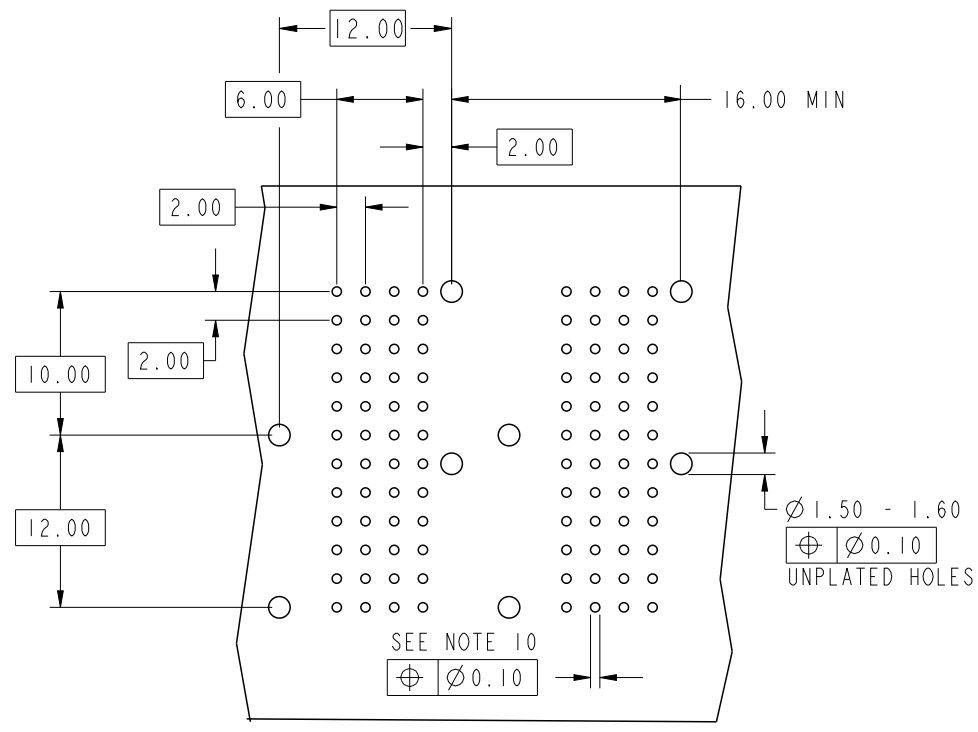 12.00
6.00
16.00 MIN
2.00
2.00
2.00
10.00
12.00
Ø1.50 - 1.60
⌖ Ø0.10
UNPLATED HOLES
SEE NOTE 10
⌖ Ø0.10